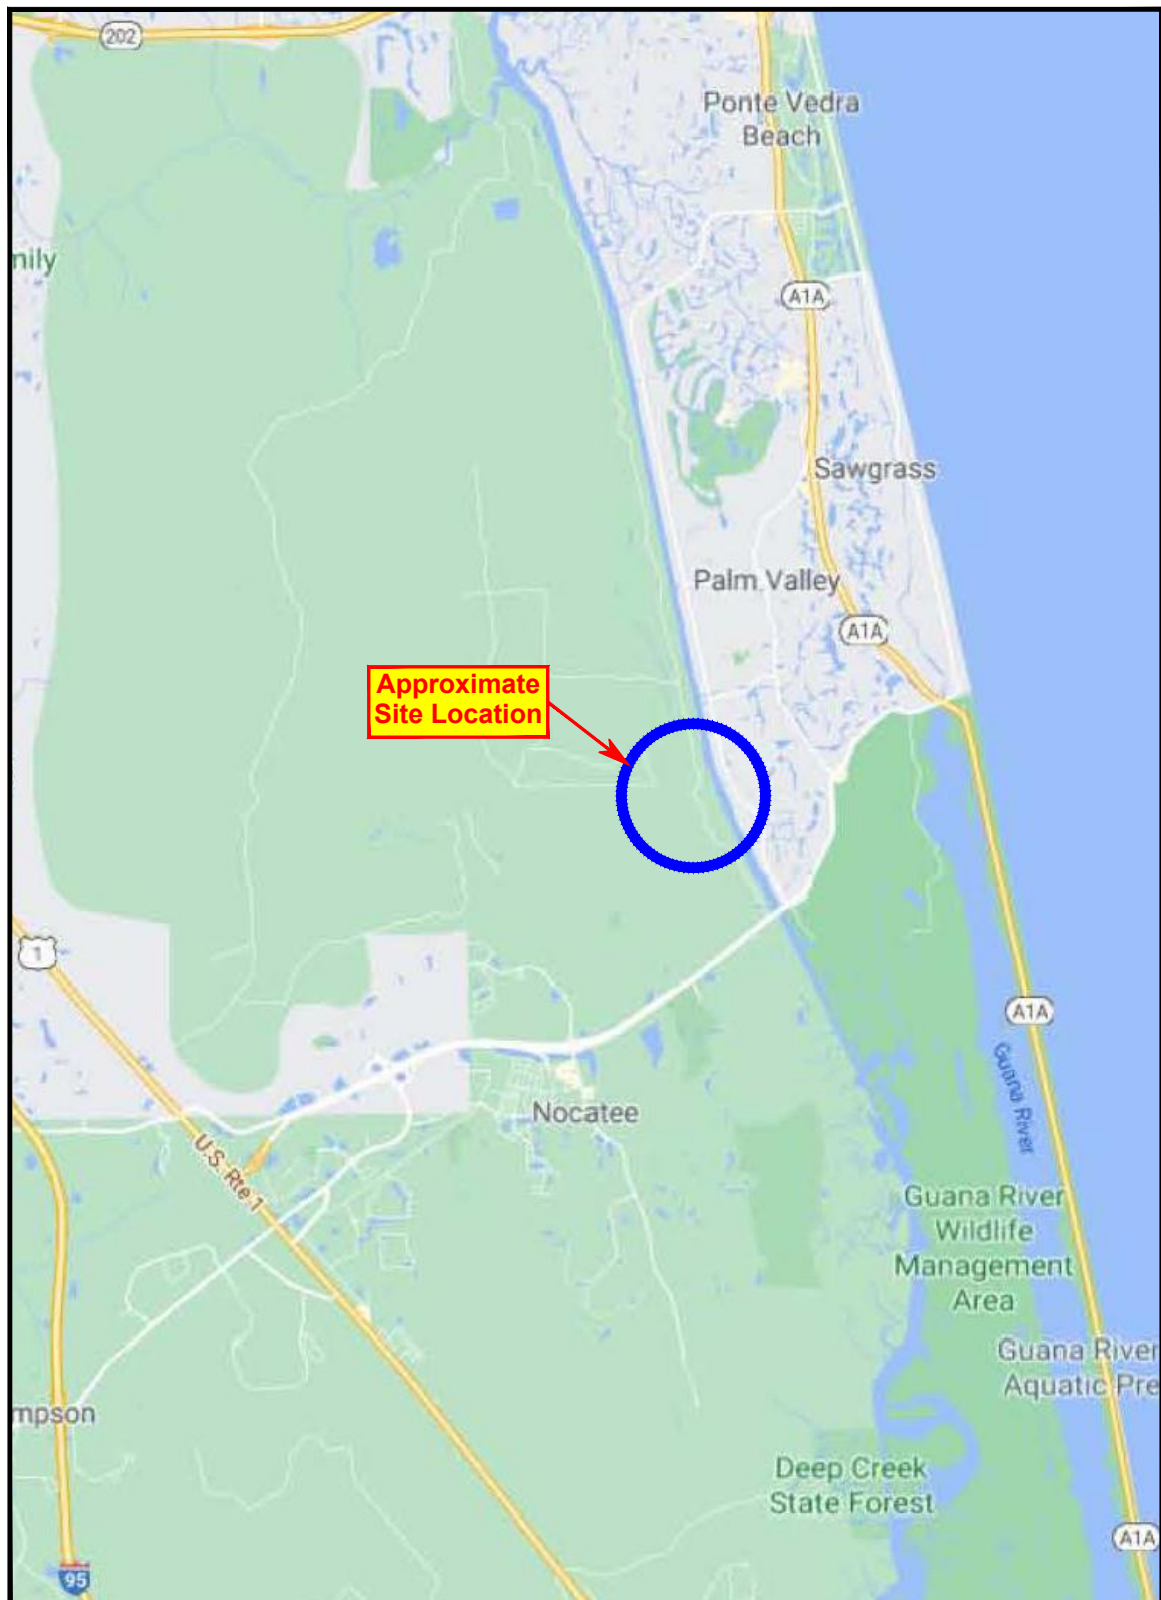 202
Ponte Vedra
Beach
nily
A1A
Sawgrass
Palm Valley
A1A
Approximate
Site Location
1
A1A
Guana River
Nocatee
U.S. Rte 1
Guana River
Wildlife
Management
Area
Guana River
Aquatic Pre
mpson
Deep Creek
State Forest
A1A
95